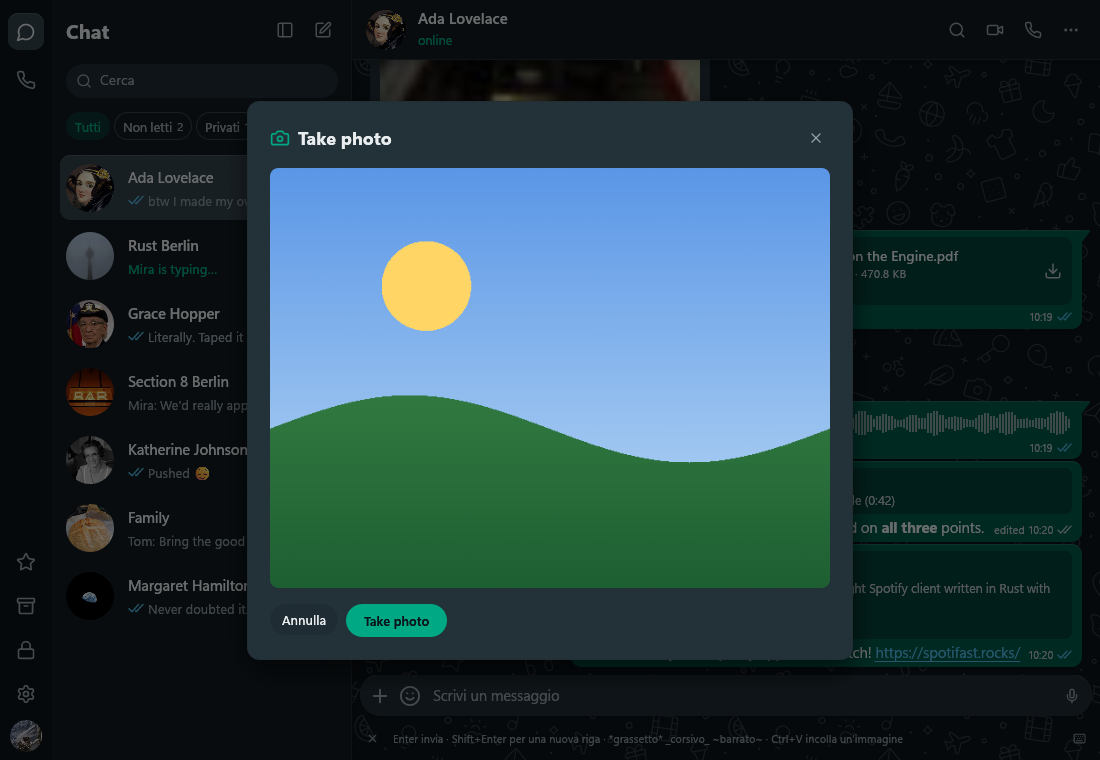 Chat
Cerca
Tutti
Non letti 2
Privati
Ada Lovelace
btw I made my ov
Rust Berlin
Mira is typing...
Grace Hopper
Literally. Taped it
Section 8 Berlin
BAR
Mira: We'd really app
Katherine Johnson
Pushed
Family
Tom: Bring the good
Margaret Hamilton
Never doubted it.
Ada Lovelace
online
on the Engine.pdf
· 470.8 KB
10:19
10:19
le (0:42)
d on all three points.
edited 10:20
ht Spotify client written in Rust with
tch! https://spotifast.rocks/
10:20
Take photo
Annulla
Take photo
Scrivi un messaggio
Enter invia · Shift+Enter per una nuova riga · *grassetto* _corsivo_ ~barrato~ · Ctrl+V incolla un'immagine